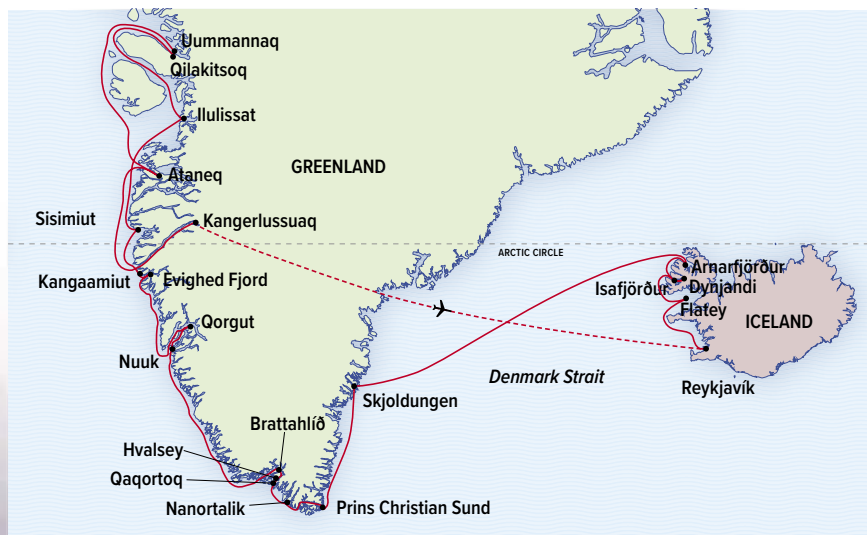 Uummannaq
Qilakitsoq
Ilulissat
GREENLAND
Ataneq
Sisimiut
Kangerlussuaq
ARCTIC CIRCLE
Kangaamiut
Evighed Fjord
Arnarfjörður
Isafjörður
Dynjandi
Flatey
Qorgut
ICELAND
Nuuk
Denmark Strait
Reykjavík
Skjoldungen
Brattahlíð
Hvalsey
Qaqortoq
Nanortalik
Prins Christian Sund